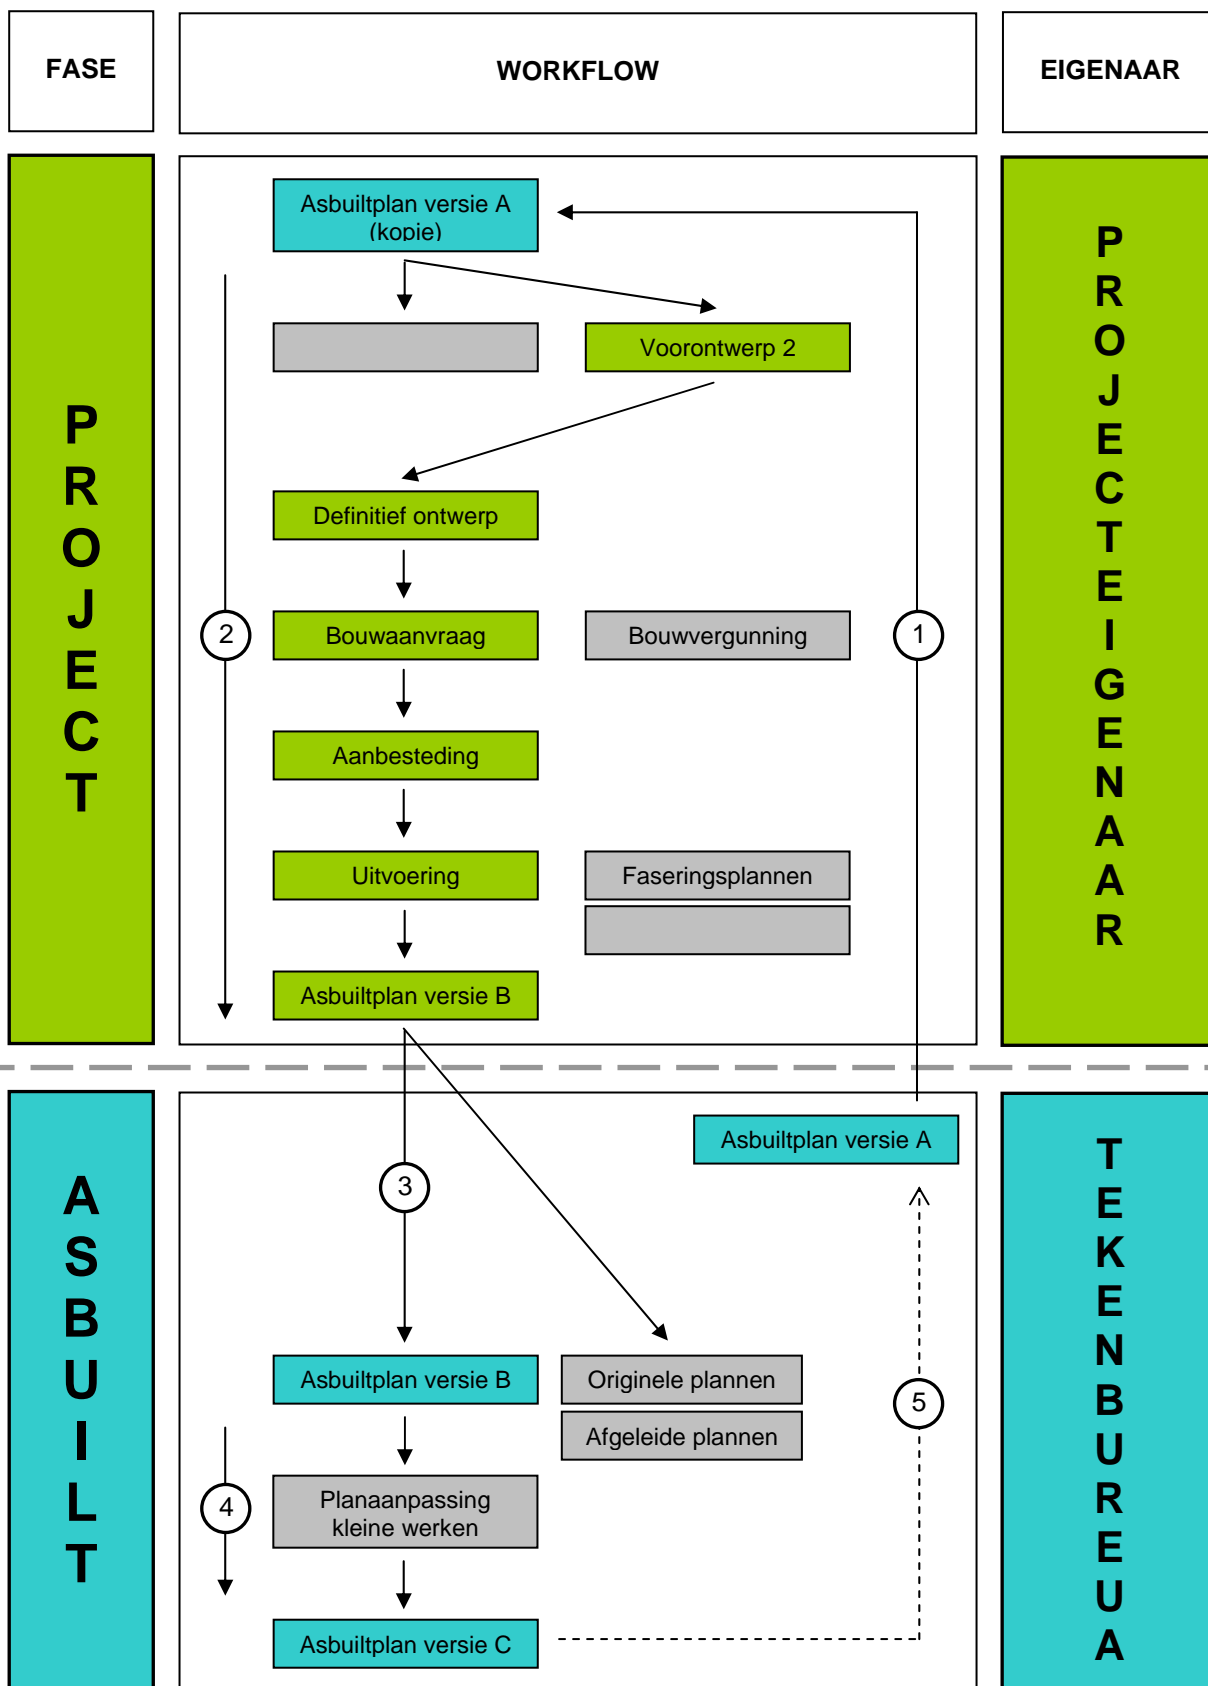 FASE
WORKFLOW
EIGENAAR
PROJECT
Asbuiltplan versie A
(kopie)
Voorontwerp 2
Definitief ontwerp
2
Bouwaanvraag
Bouwvergunning
1
Aanbesteding
Uitvoering
Faseringsplannen
Asbuiltplan versie B
PROJECTEIGENAAR
ASBUILT
Asbuiltplan versie A
3
Asbuiltplan versie B
Originele plannen
Afgeleide plannen
5
4
Planaanpassing
kleine werken
Asbuiltplan versie C
TEKENBUREUA